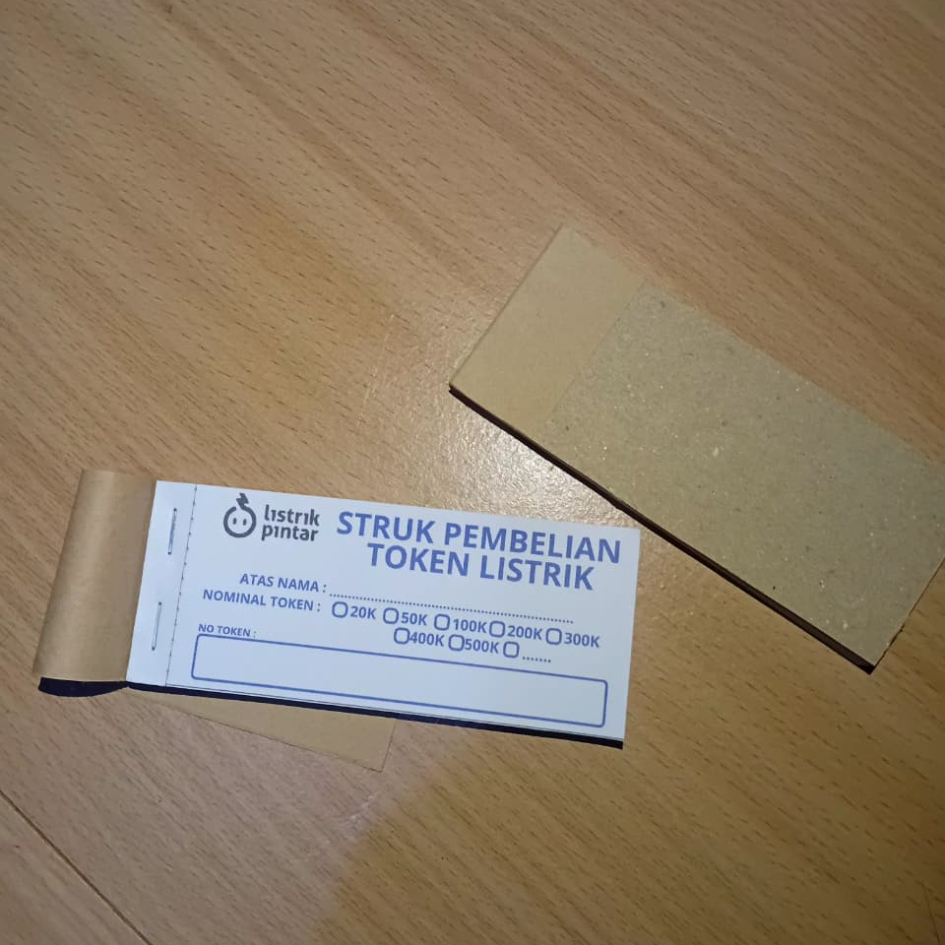 listrik
pintar
STRUK PEMBELIAN
TOKEN LISTRIK
ATAS NAMA : ............................................................
NOMINAL TOKEN : 20K 50K 100K 200K 300K
400K 500K .......
NO TOKEN :